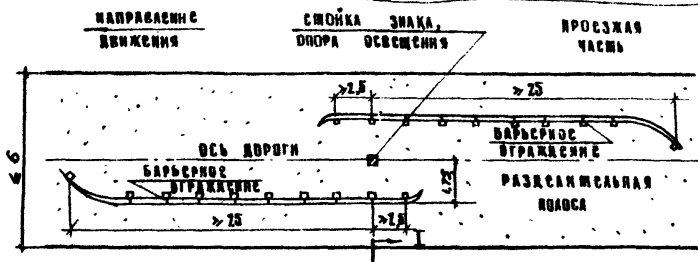 НАПРАВЛЕНИЕ
ДВИЖЕНИЯ
СТОЙКА ЗНАКА,
ОПОРА ОСВЕЩЕНИЯ
ПРОЕЗЖАЯ
ЧАСТЬ
≥2,5
≥25
БАРЬЕРНОЕ
ОГРАЖДЕНИЕ
ОСЬ ДОРОГИ
≤6
БАРЬЕРНОЕ
ОГРАЖДЕНИЕ
РАЗДЕЛИТЕЛЬНАЯ
ПОЛОСА
≥25
≥2,5
I